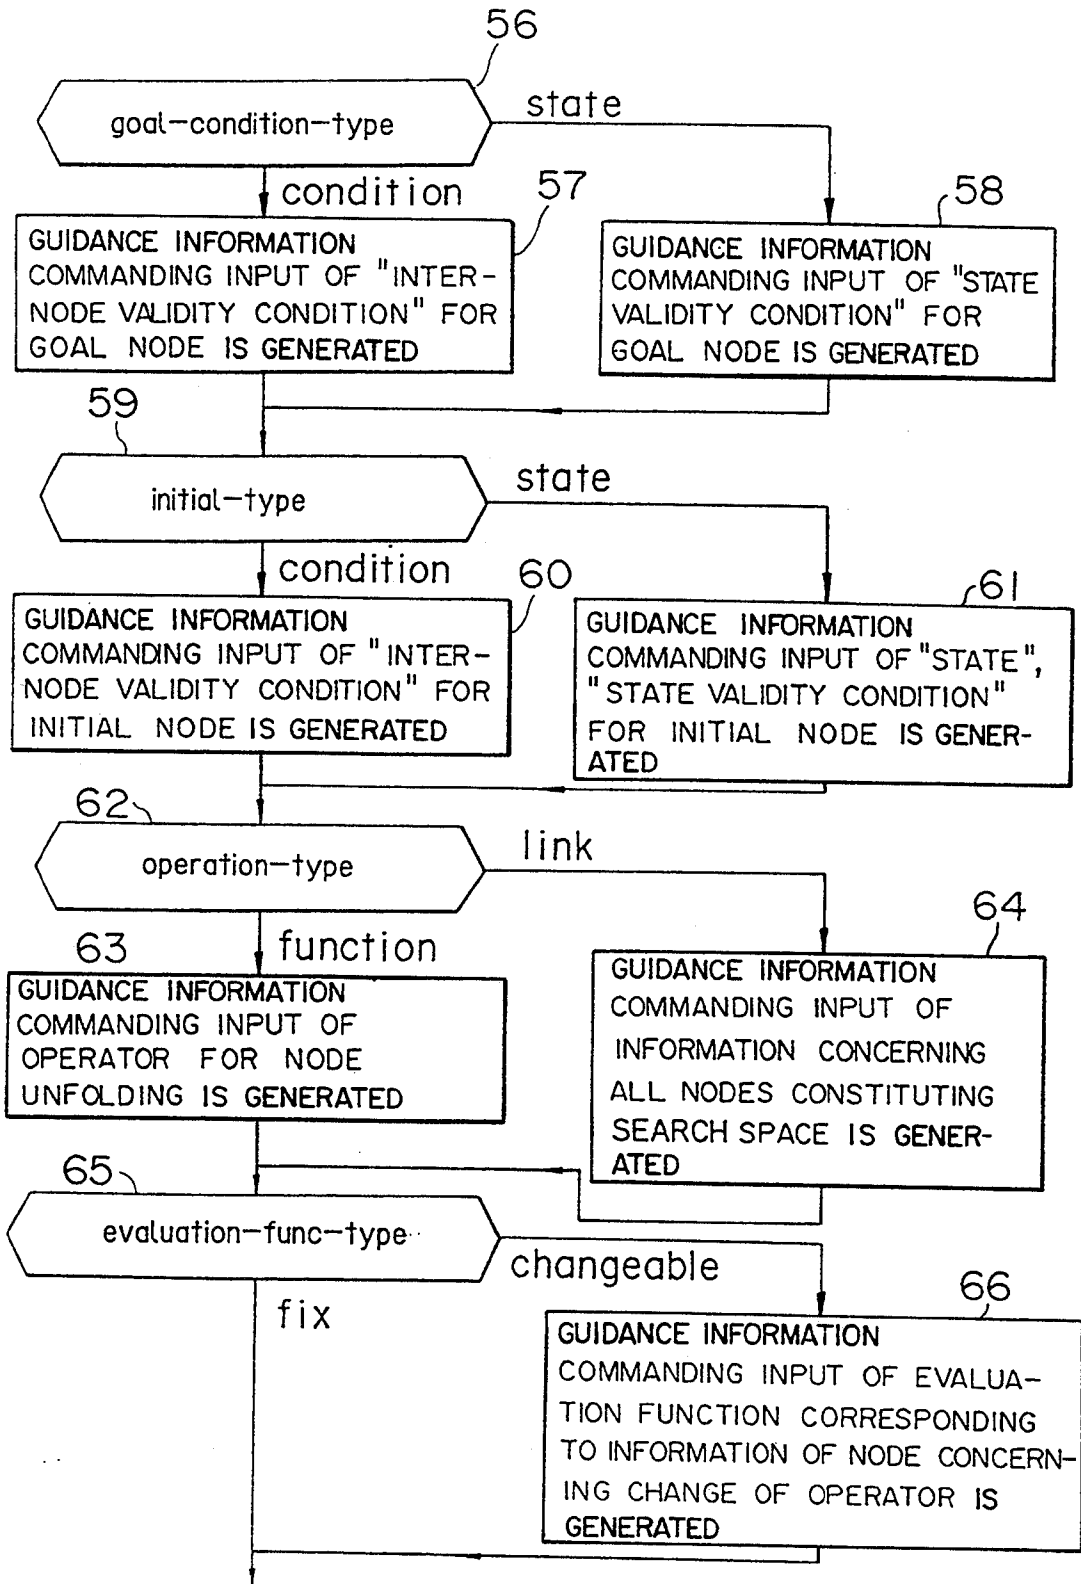 56
goal-condition-type
state
condition
57
GUIDANCE INFORMATION
COMMANDING INPUT OF "INTER-
NODE VALIDITY CONDITION" FOR
GOAL NODE IS GENERATED
58
GUIDANCE INFORMATION
COMMANDING INPUT OF "STATE
VALIDITY CONDITION" FOR
GOAL NODE IS GENERATED
59
initial-type
state
condition
60
GUIDANCE INFORMATION
COMMANDING INPUT OF "INTER-
NODE VALIDITY CONDITION" FOR
INITIAL NODE IS GENERATED
61
GUIDANCE INFORMATION
COMMANDING INPUT OF "STATE",
"STATE VALIDITY CONDITION"
FOR INITIAL NODE IS GENER-
ATED
62
operation-type
link
function
63
GUIDANCE INFORMATION
COMMANDING INPUT OF
OPERATOR FOR NODE
UNFOLDING IS GENERATED
64
GUIDANCE INFORMATION
COMMANDING INPUT OF
INFORMATION CONCERNING
ALL NODES CONSTITUTING
SEARCH SPACE IS GENER-
ATED
65
evaluation-func-type
changeable
fix
66
GUIDANCE INFORMATION
COMMANDING INPUT OF EVALUA-
TION FUNCTION CORRESPONDING
TO INFORMATION OF NODE CONCERN-
ING CHANGE OF OPERATOR IS
GENERATED